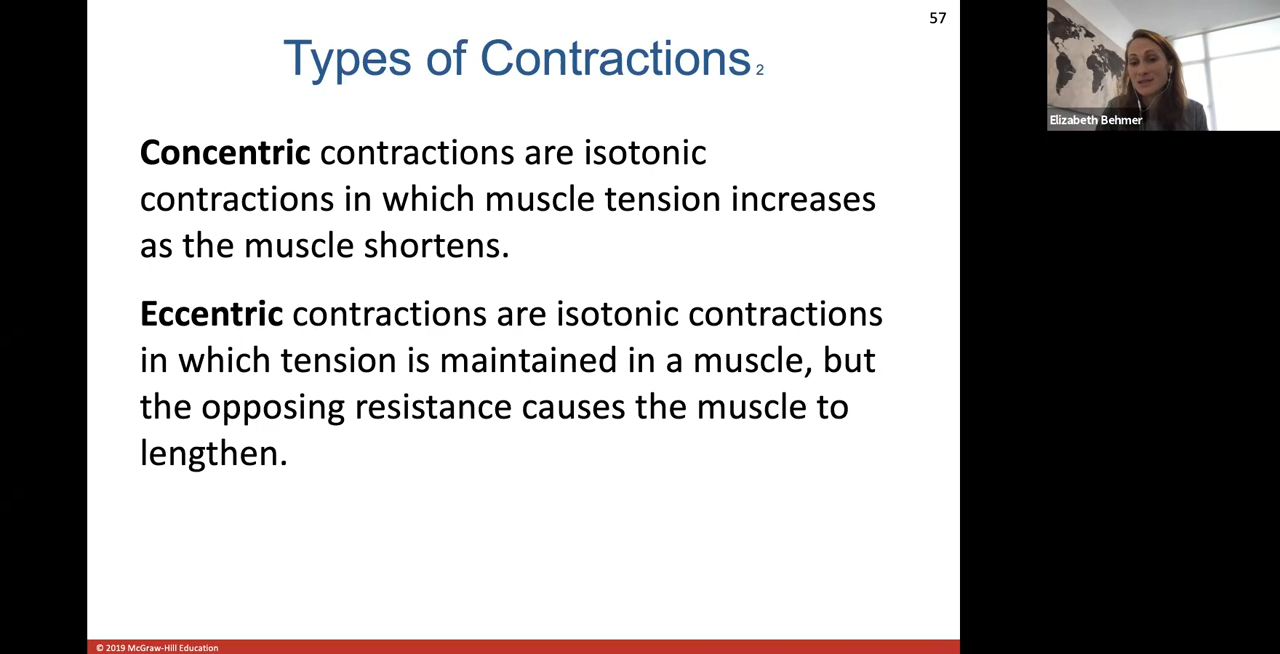 57
Types of Contractions 2
Elizabeth Behmer
Concentric contractions are isotonic
contractions in which muscle tension increases
as the muscle shortens.
Eccentric contractions are isotonic contractions
in which tension is maintained in a muscle, but
the opposing resistance causes the muscle to
lengthen.
© 2019 McGraw-Hill Education